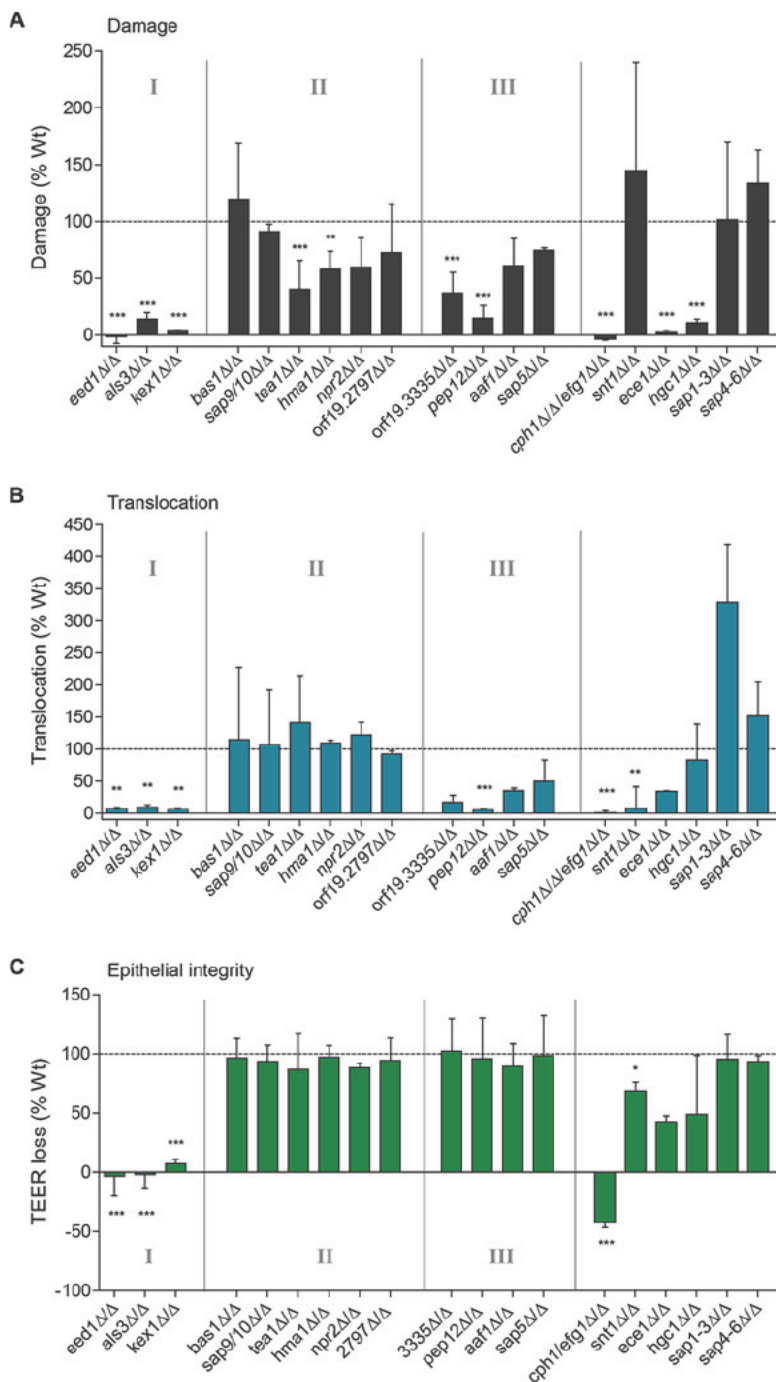 A
Damage
250
200
150
100
50
0
Damage (% Wt)
I
II
III
***
***
***
***
**
***
***
***
***
***
eed1Δ/Δ
als3Δ/Δ
kex1Δ/Δ
bas1Δ/Δ
sap9/10Δ/Δ
tea1Δ/Δ
hma1Δ/Δ
npr2Δ/Δ
orf19.2797Δ/Δ
orf19.3335Δ/Δ
pep12Δ/Δ
aaf1Δ/Δ
sap5Δ/Δ
cph1Δ/Δ/efg1Δ/Δ
snt1Δ/Δ
ece1Δ/Δ
hgc1Δ/Δ
sap1-3Δ/Δ
sap4-6Δ/Δ
B
Translocation
450
400
350
300
250
200
150
100
50
0
Translocation (% Wt)
I
II
III
**
**
**
***
***
**
eed1Δ/Δ
als3Δ/Δ
kex1Δ/Δ
bas1Δ/Δ
sap9/10Δ/Δ
tea1Δ/Δ
hma1Δ/Δ
npr2Δ/Δ
orf19.2797Δ/Δ
orf19.3335Δ/Δ
pep12Δ/Δ
aaf1Δ/Δ
sap5Δ/Δ
cph1Δ/Δ/efg1Δ/Δ
snt1Δ/Δ
ece1Δ/Δ
hgc1Δ/Δ
sap1-3Δ/Δ
sap4-6Δ/Δ
C
Epithelial integrity
150
100
50
0
-50
-100
TEER loss (% Wt)
***
*
***
***
***
I
II
III
eed1Δ/Δ
als3Δ/Δ
kex1Δ/Δ
bas1Δ/Δ
sap9/10Δ/Δ
tea1Δ/Δ
hma1Δ/Δ
npr2Δ/Δ
2797Δ/Δ
3335Δ/Δ
pep12Δ/Δ
aaf1Δ/Δ
sap5Δ/Δ
cph1/efg1Δ/Δ
snt1Δ/Δ
ece1Δ/Δ
hgc1Δ/Δ
sap1-3Δ/Δ
sap4-6Δ/Δ